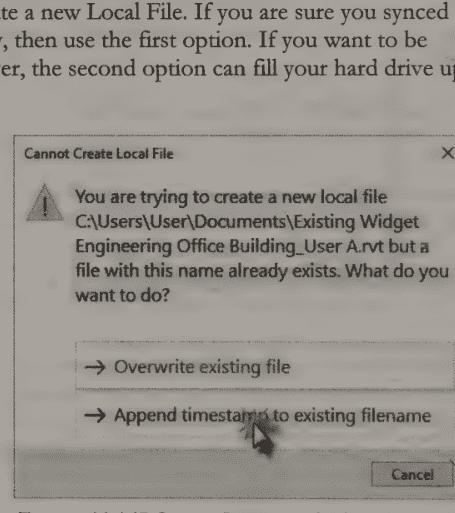 te a new Local File. If you are sure you synced
, then use the first option. If you want to be
er, the second option can fill your hard drive up
Cannot Create Local File
You are trying to create a new local file
C:\Users\User\Documents\Existing Widget
Engineering Office Building_User A.rvt but a
file with this name already exists. What do you
want to do?
→ Overwrite existing file
→ Append timestamp to existing filename
Cancel